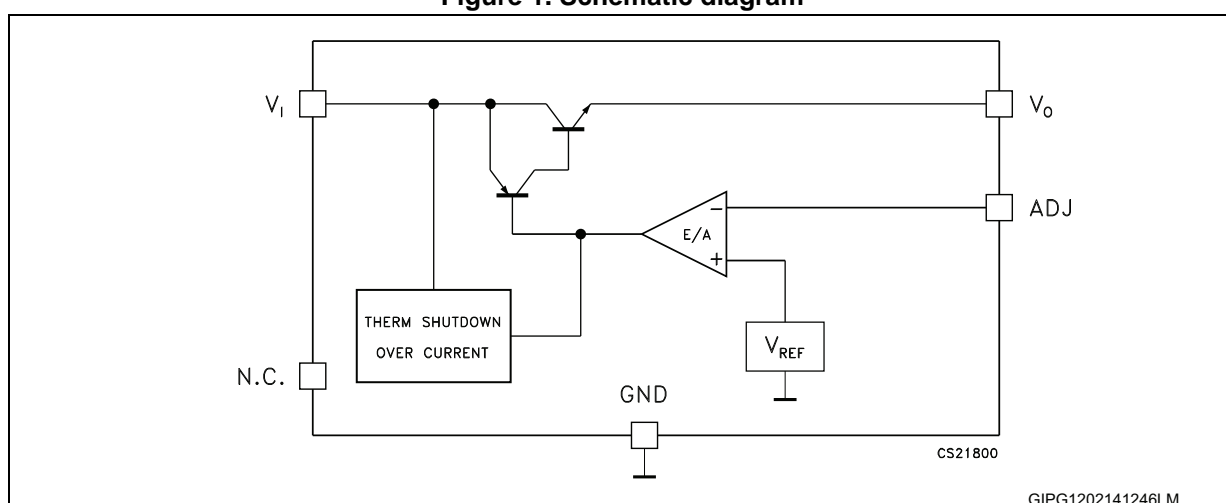 Figure 1. Schematic diagram
VI
VO
ADJ
E/A
−
+
THERM SHUTDOWN
OVER CURRENT
VREF
N.C.
GND
CS21800
GIPG1202141246LM